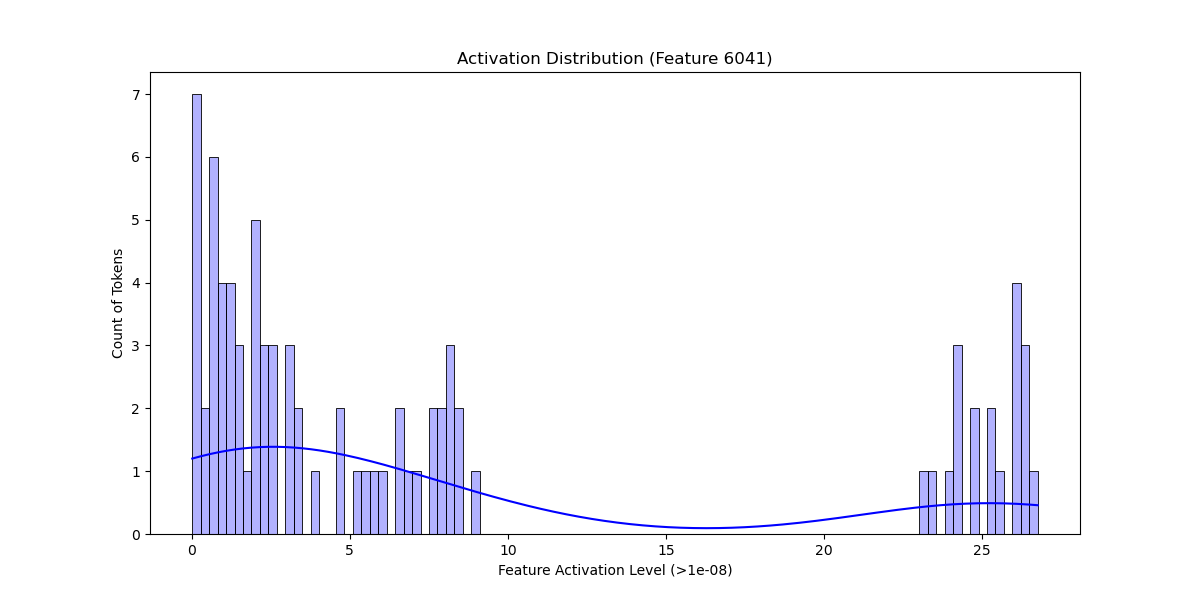 Activation Distribution (Feature 6041)
Count of Tokens
7
6
5
4
3
2
1
0
0 5 10 15 20 25
Feature Activation Level (>1e-08)